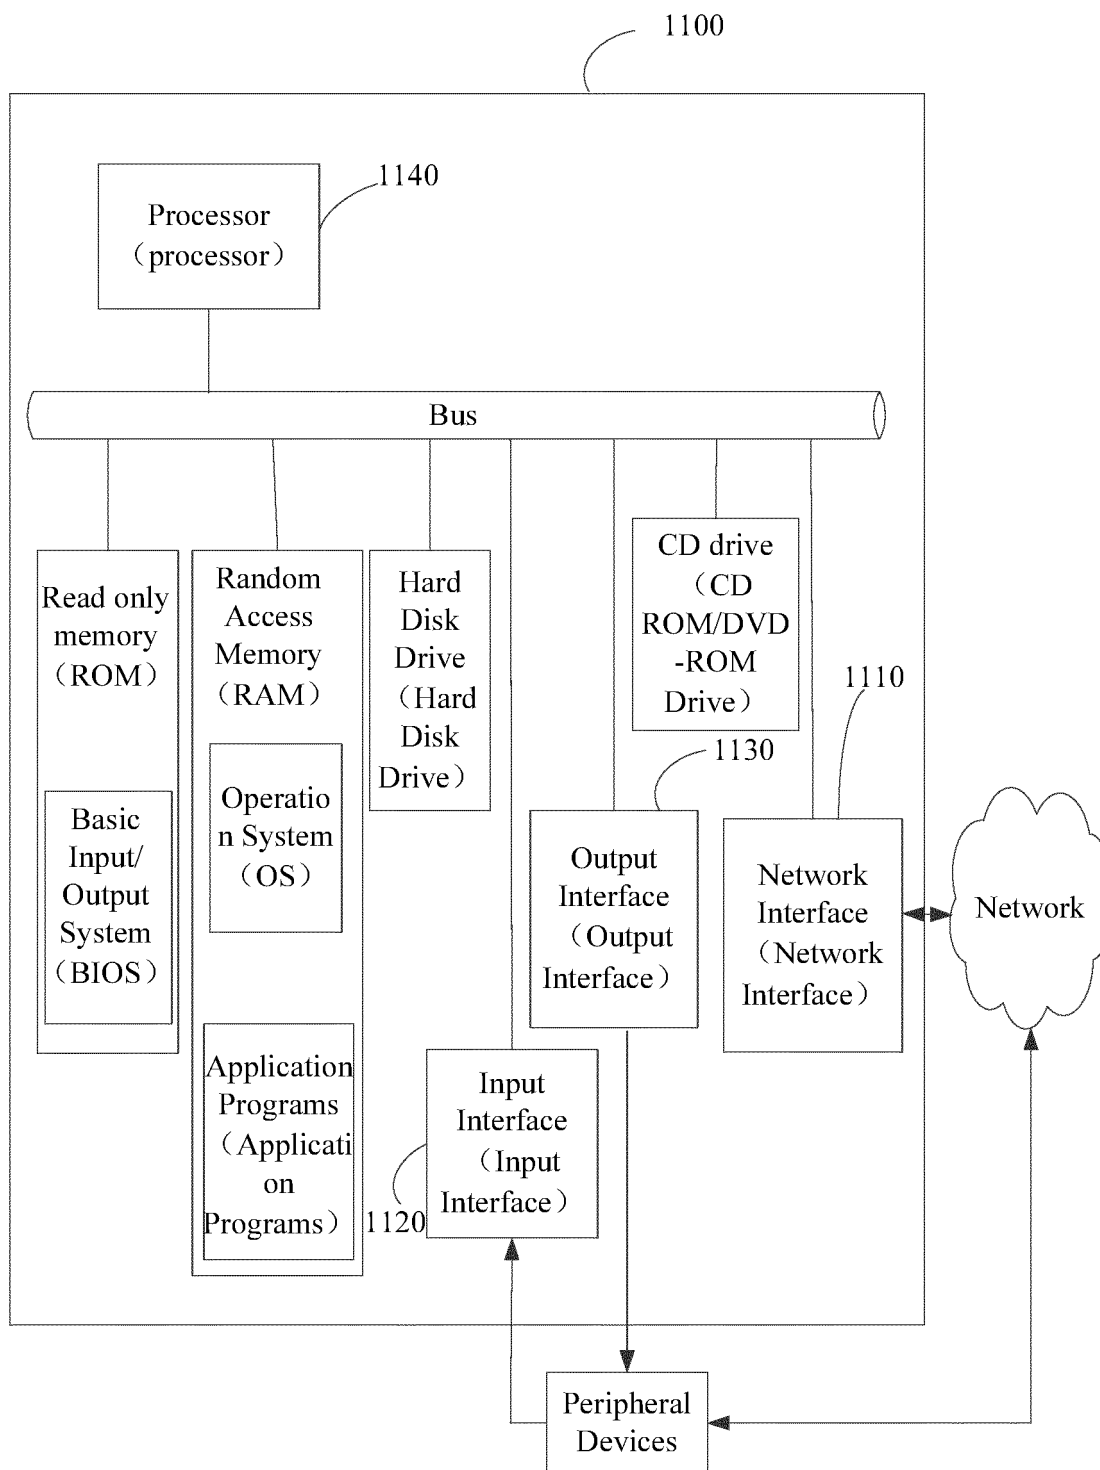 1100
1140
Processor
（processor）
Bus
Read only
memory
（ROM）
Basic
Input/
Output
System
（BIOS）
Random
Access
Memory
（RAM）
Operatio
n System
（OS）
Application
Programs
（Applicati
on
Programs）
Hard
Disk
Drive
（Hard
Disk
Drive）
CD drive
（CD
ROM/DVD
-ROM
Drive）
1110
1130
Output
Interface
（Output
Interface）
Network
Interface
（Network
Interface）
Network
Input
Interface
（Input
Interface）
1120
Peripheral
Devices